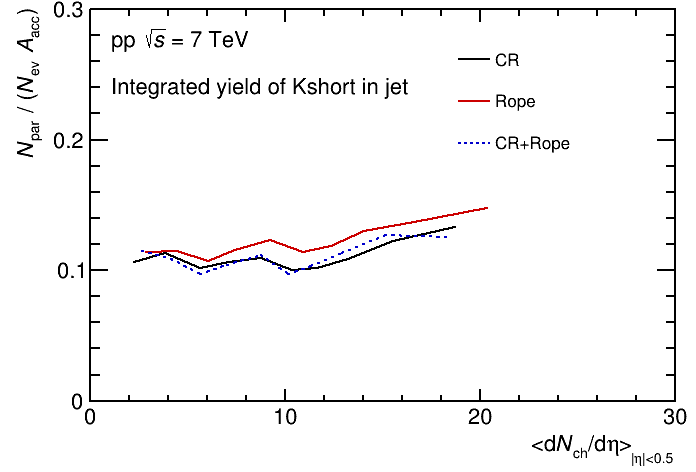 N_par / (N_ev A_acc)
pp √s = 7 TeV
Integrated yield of Kshort in jet
CR
Rope
CR+Rope
0.3
0.2
0.1
0
0 10 20 30
<dN_ch/dη>_|η|<0.5